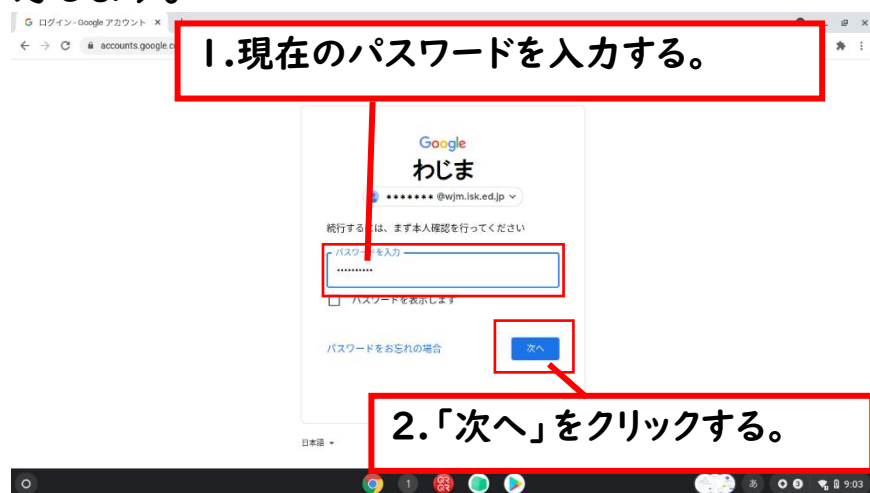 G ログイン - Google アカウント ×
accounts.google.c
1.現在のパスワードを入力する。
Google
わじま
******* @wjm.isk.ed.jp
続行するには、まず本人確認を行ってください
パスワードを入力
••••••••••
パスワードを表示します
パスワードをお忘れの場合
次へ
2.「次へ」をクリックする。
日本語
1
あ
9:03